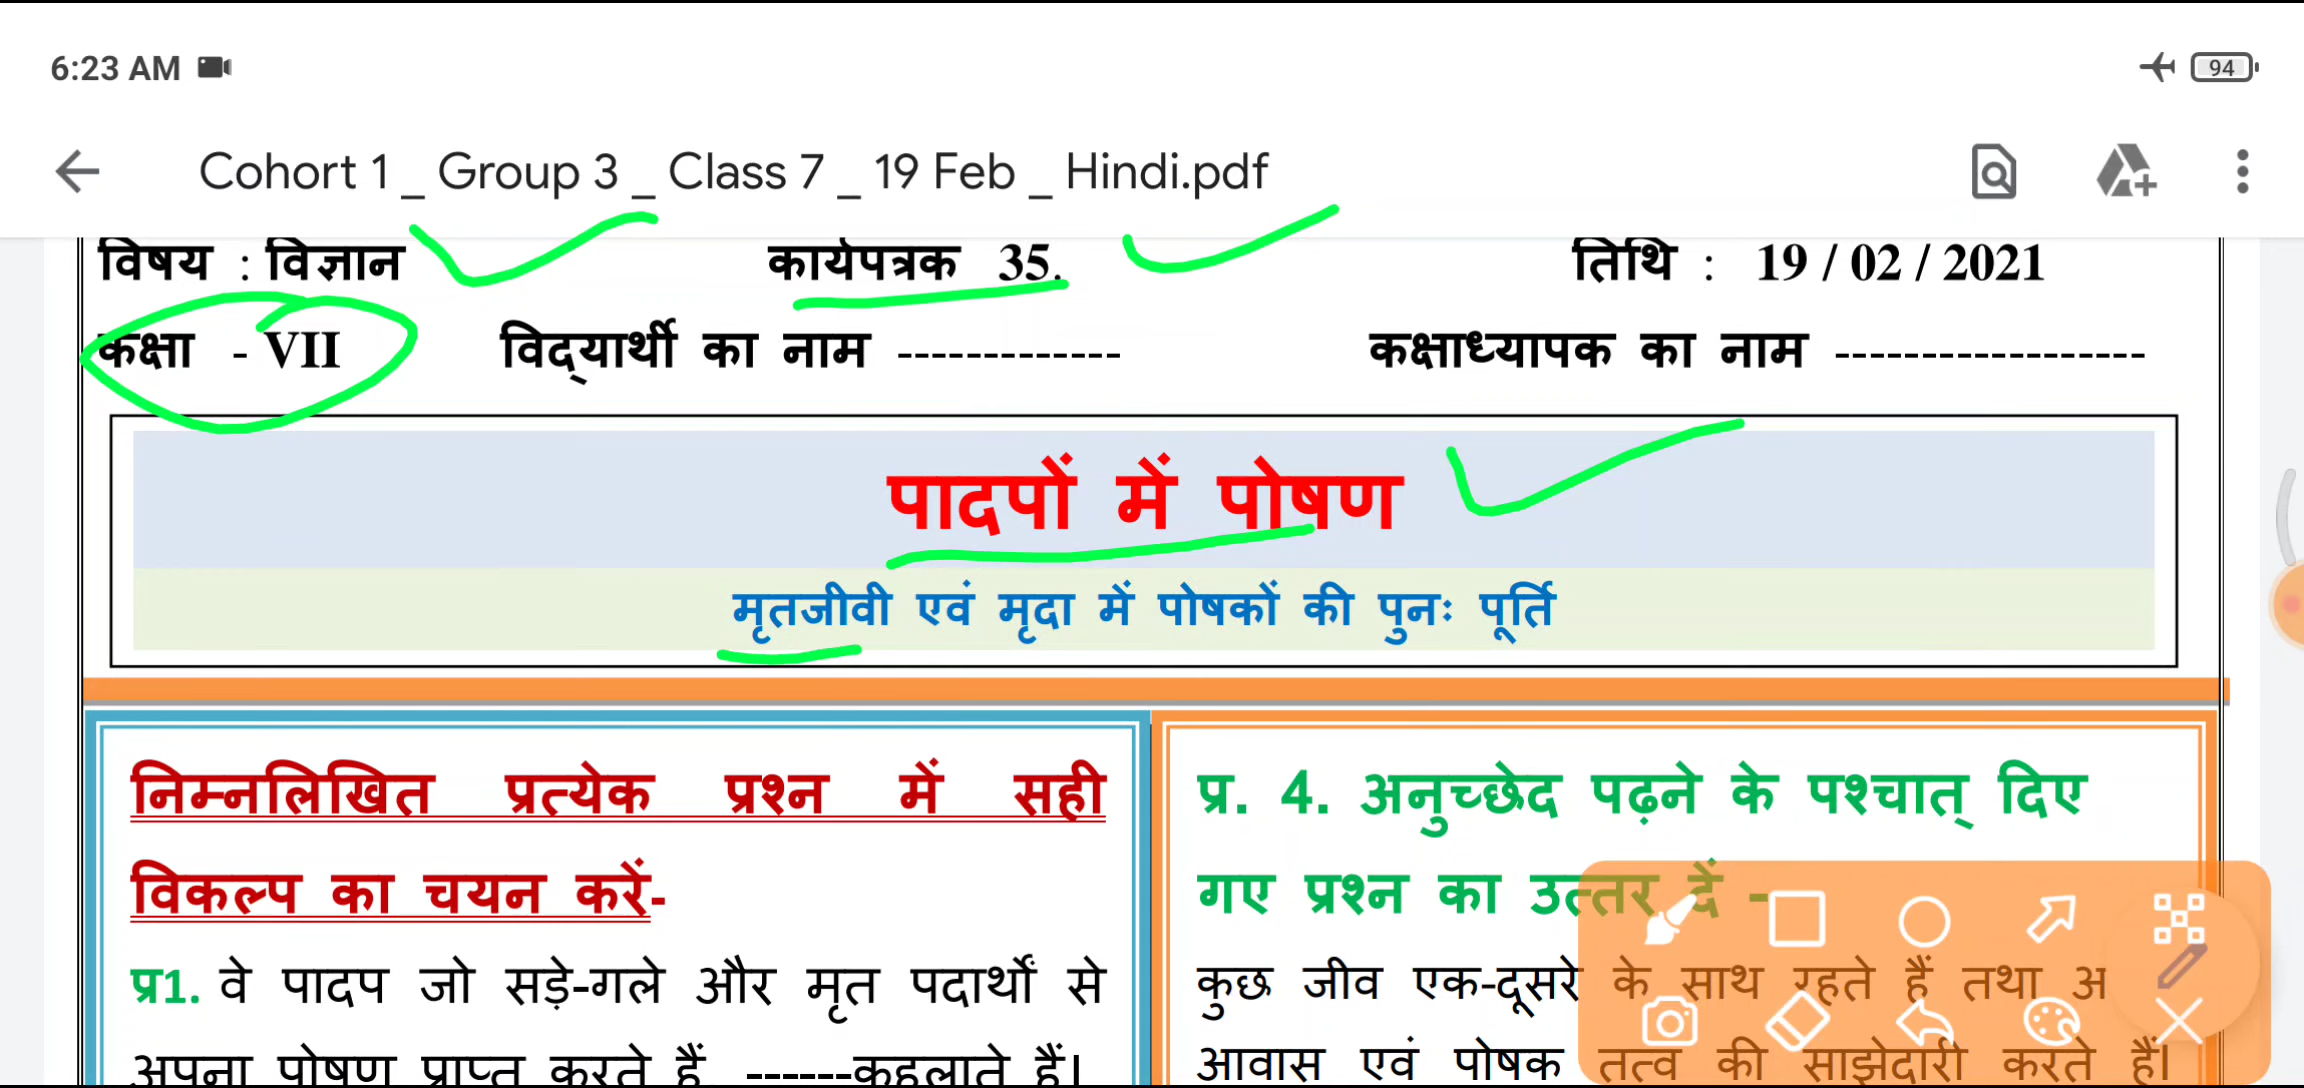 6:23 AM
94
Cohort 1 _ Group 3 _ Class 7 _ 19 Feb _ Hindi.pdf
विषय : विज्ञान कार्यपत्रक 35. तिथि : 19 / 02 / 2021
कक्षा - VII विद्यार्थी का नाम ------------- कक्षाध्यापक का नाम ------------------
पादपों में पोषण
मृतजीवी एवं मृदा में पोषकों की पुनः पूर्ति
निम्नलिखित प्रत्येक प्रश्न में सही
विकल्प का चयन करें-
प्र1. वे पादप जो सड़े-गले और मृत पदार्थों से
अपना पोषण प्राप्त करते हैं ------कहलाते हैं।
प्र. 4. अनुच्छेद पढ़ने के पश्चात् दिए
गए प्रश्न का उत्तर दें -
कुछ जीव एक-दूसरे के साथ रहते हैं तथा
आवास एवं पोषक तत्व की साझेदारी करते हैं।